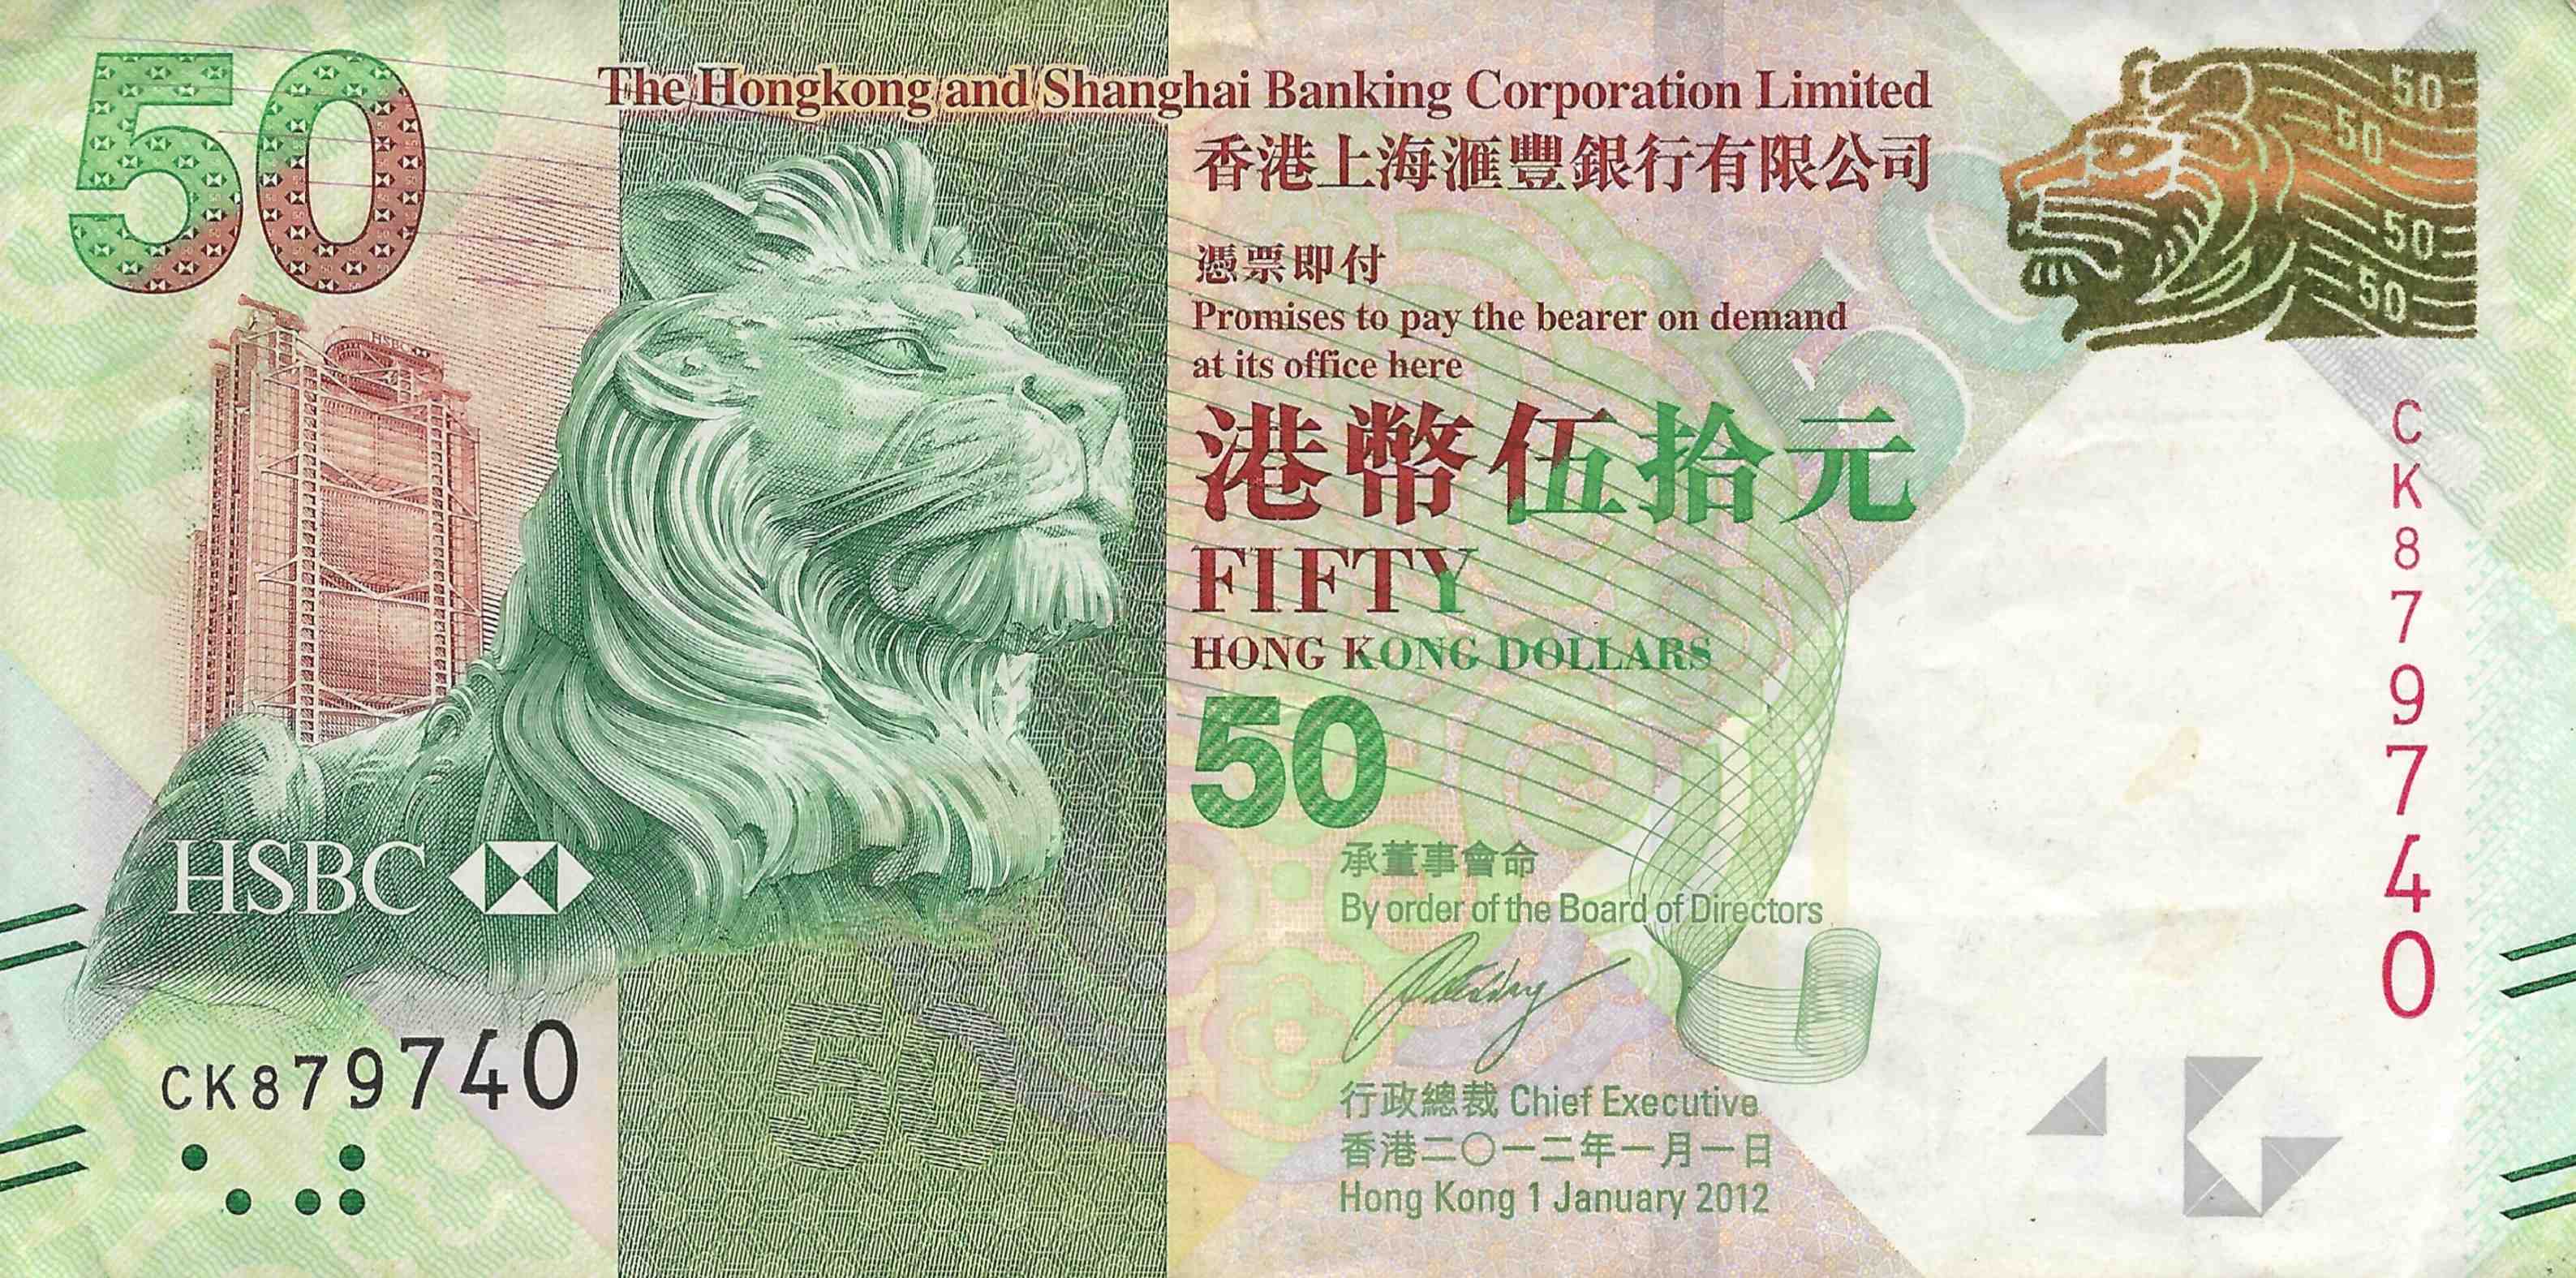 50
The Hongkong and Shanghai Banking Corporation Limited
香港上海滙豐銀行有限公司
50
50
50
50
憑票即付
Promises to pay the bearer on demand
at its office here
50
HSBC
港幣伍拾元
FIFTY
HONG KONG DOLLARS
50
CK879740
HSBC
承董事會命
By order of the Board of Directors
CK879740
50
行政總裁 Chief Executive
香港二〇一二年一月一日
Hong Kong 1 January 2012